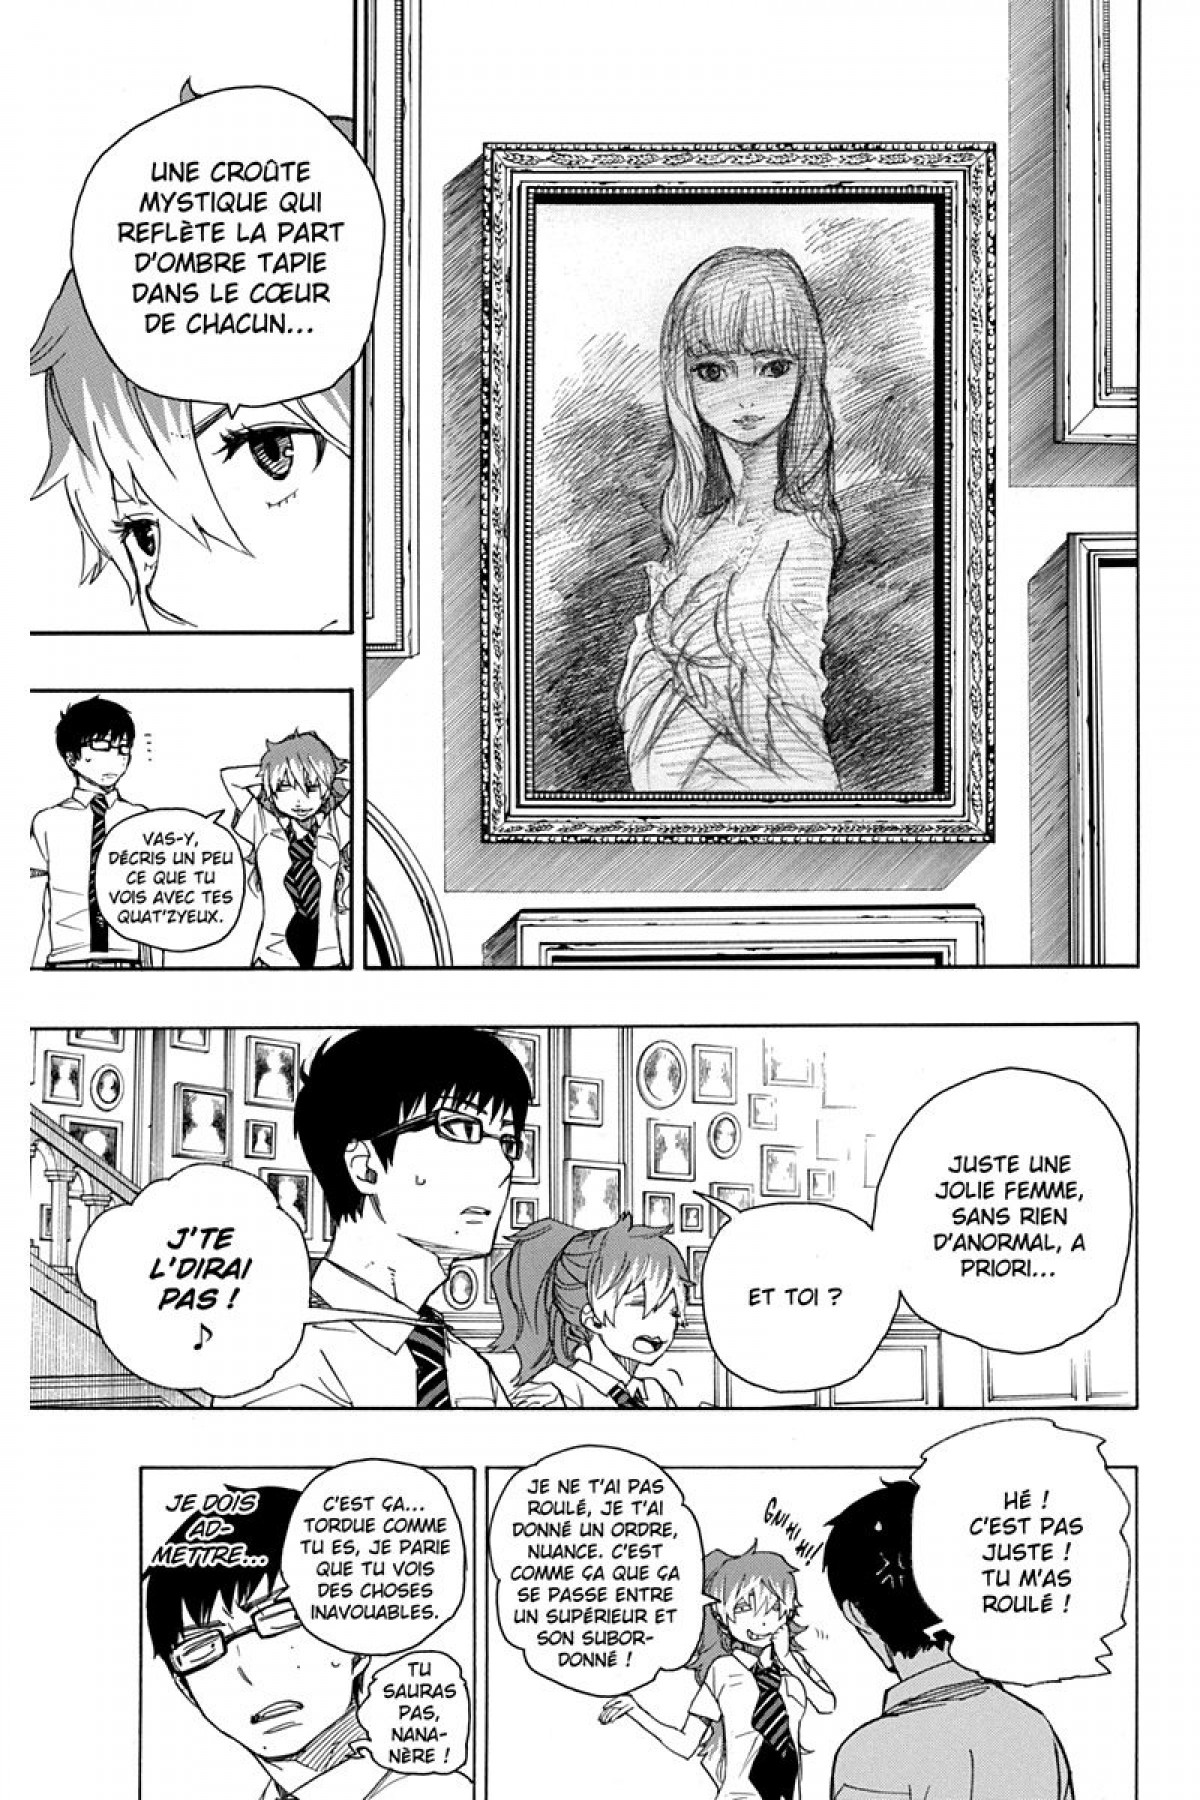 UNE CROÛTE
MYSTIQUE QUI
REFLÈTE LA PART
D'OMBRE TAPIE
DANS LE CŒUR
DE CHACUN...
VAS-Y,
DÉCRIS UN PEU
CE QUE TU
VOIS AVEC TES
QUAT'ZYEUX.
JUSTE UNE
JOLIE FEMME,
SANS RIEN
D'ANORMAL, A
PRIORI...
ET TOI ?
J'TE
L'DIRAI
PAS !
♪
HÉ !
C'EST PAS
JUSTE !
TU M'AS
ROULÉ !
GNIHIHI!!
JE NE T'AI PAS
ROULÉ, JE T'AI
DONNÉ UN ORDRE,
NUANCE. C'EST
COMME ÇA QUE ÇA
SE PASSE ENTRE
UN SUPÉRIEUR ET
SON SUBOR-
DONNÉ !
C'EST ÇA...
TORDUE COMME
TU ES, JE PARIE
QUE TU VOIS
DES CHOSES
INAVOUABLES.
TU
SAURAS
PAS,
NANA-
NÈRE !
JE DOIS
AD-
METTRE...